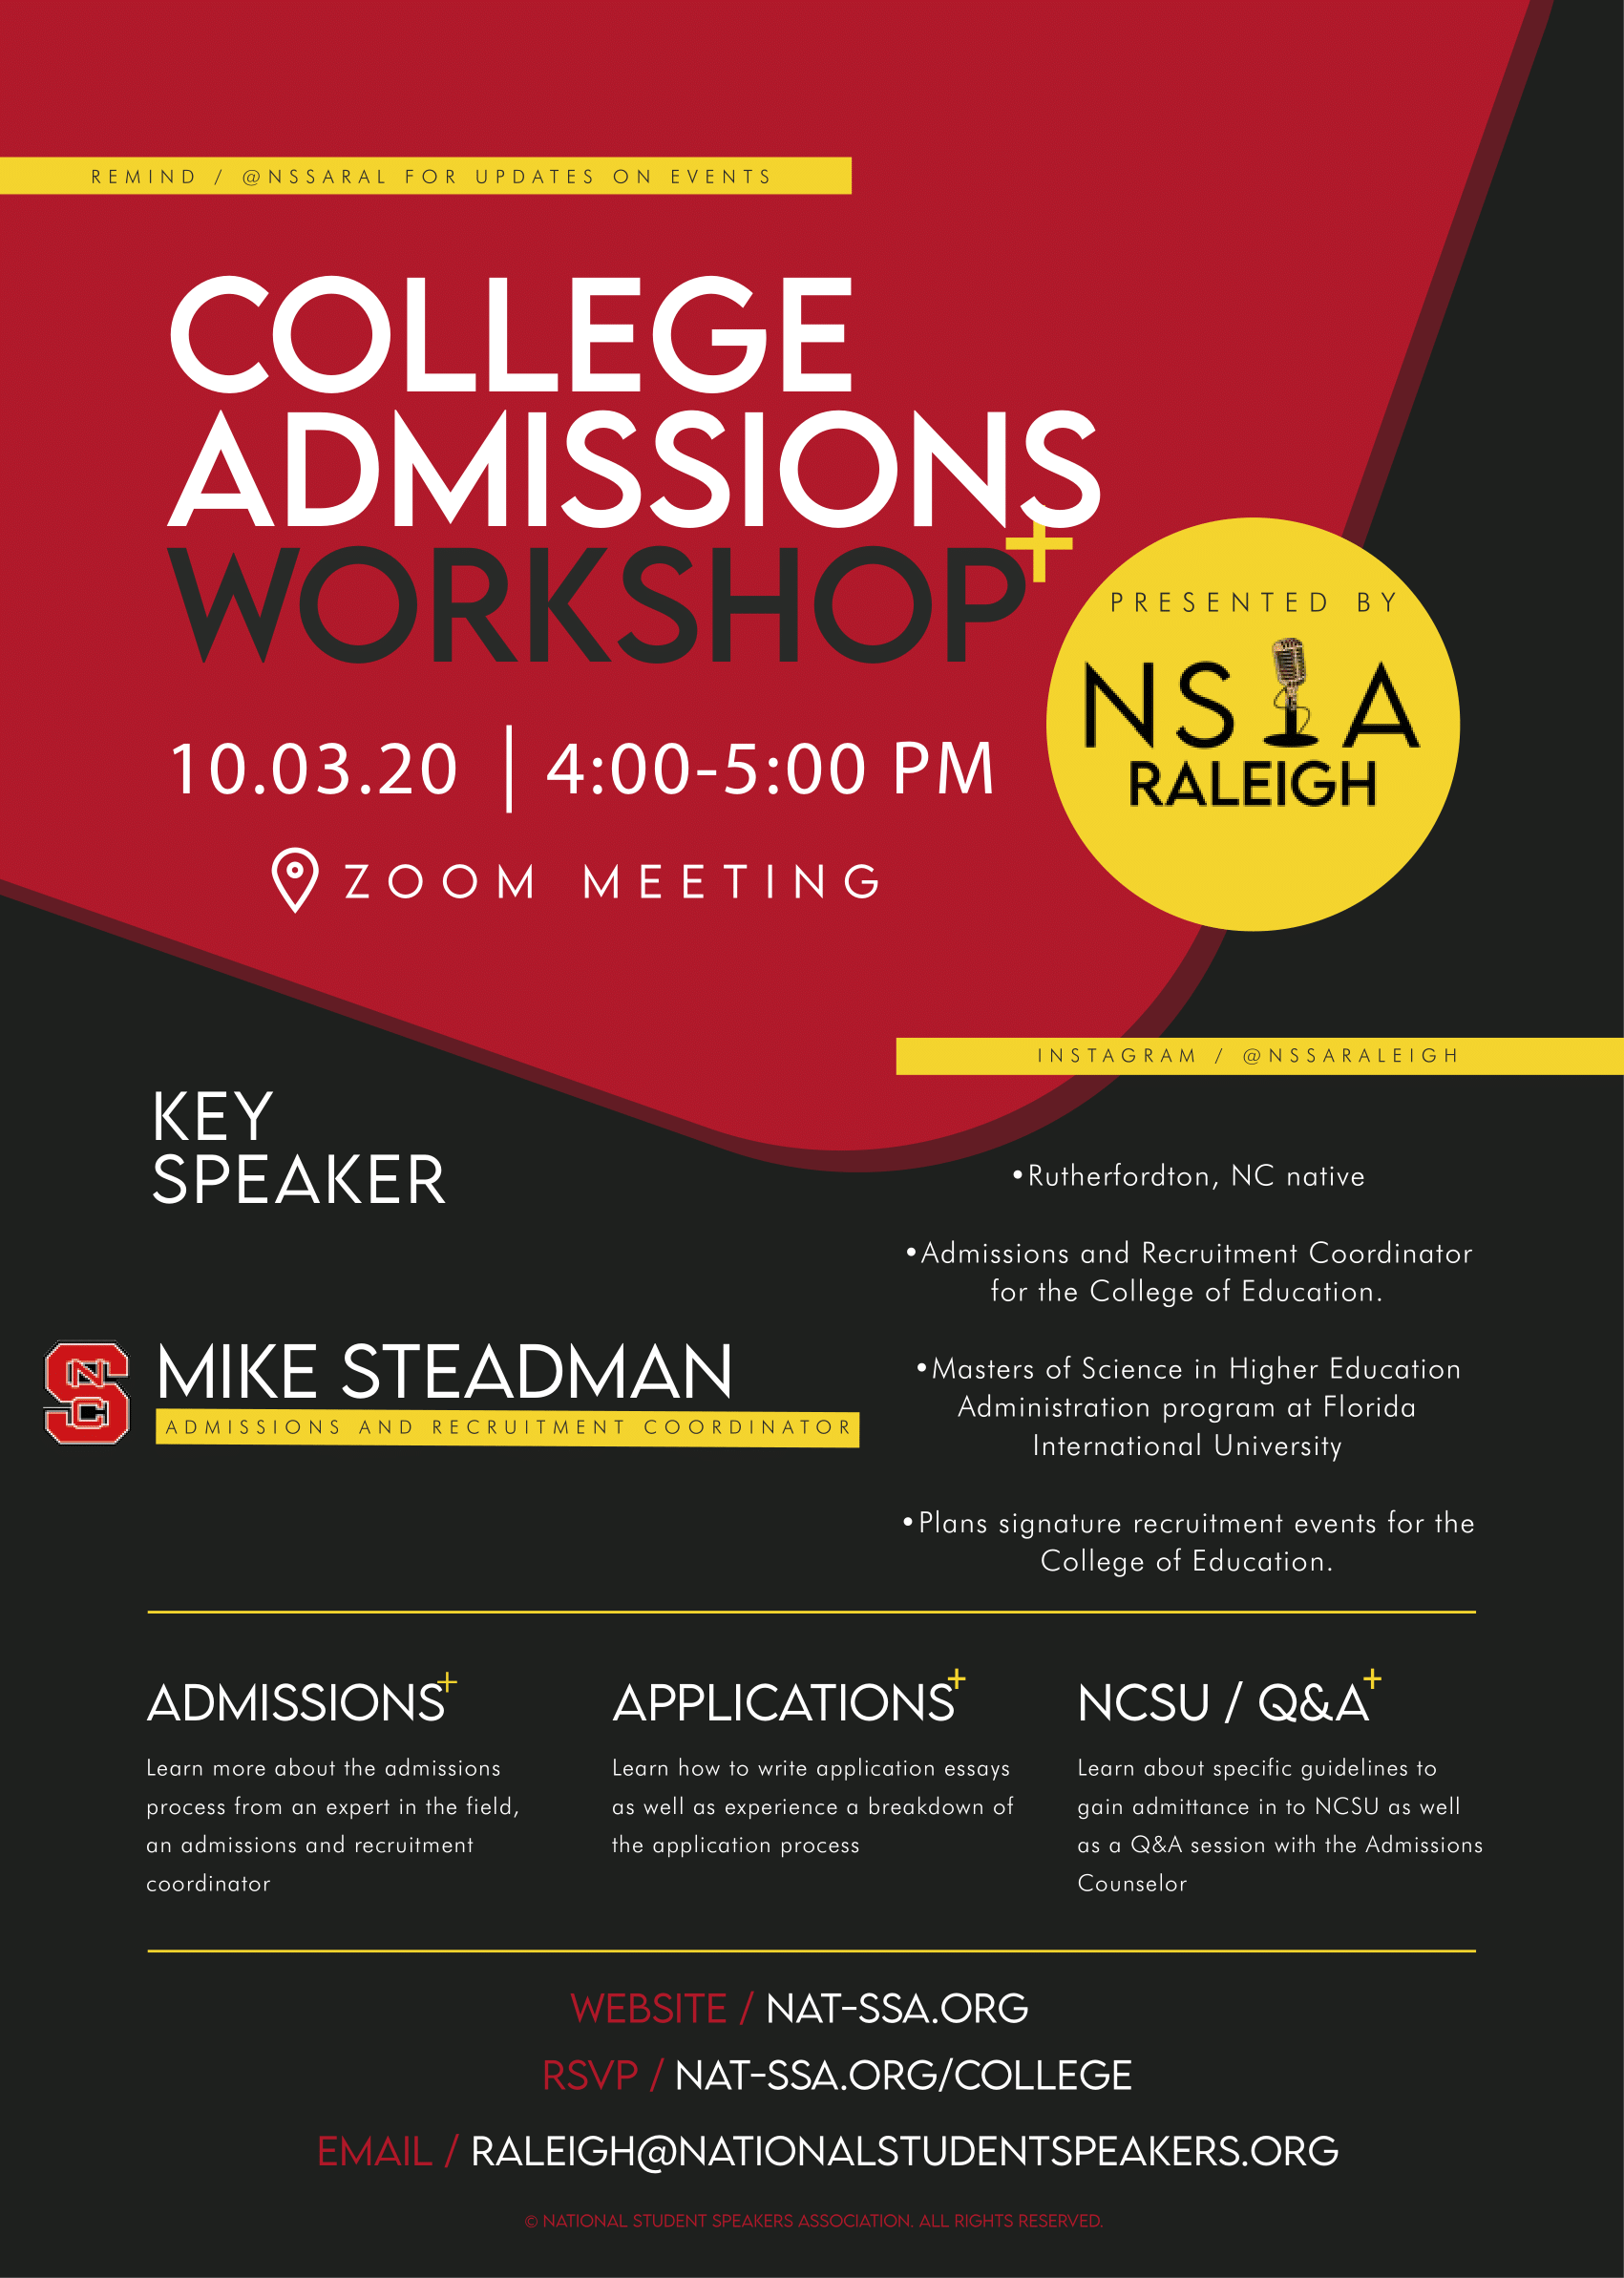 REMIND / @NSSARAL FOR UPDATES ON EVENTS
COLLEGE
ADMISSIONS
WORKSHOP+
10.03.20 | 4:00-5:00 PM
ZOOM MEETING
PRESENTED BY
NS A
RALEIGH
INSTAGRAM / @NSSARALEIGH
KEY
SPEAKER
NC
S
MIKE STEADMAN
ADMISSIONS AND RECRUITMENT COORDINATOR
•Rutherfordton, NC native
•Admissions and Recruitment Coordinator
for the College of Education.
•Masters of Science in Higher Education
Administration program at Florida
International University
•Plans signature recruitment events for the
College of Education.
ADMISSIONS+
Learn more about the admissions
process from an expert in the field,
an admissions and recruitment
coordinator
APPLICATIONS+
Learn how to write application essays
as well as experience a breakdown of
the application process
NCSU / Q&A+
Learn about specific guidelines to
gain admittance in to NCSU as well
as a Q&A session with the Admissions
Counselor
WEBSITE / NAT-SSA.ORG
RSVP / NAT-SSA.ORG/COLLEGE
EMAIL / RALEIGH@NATIONALSTUDENTSPEAKERS.ORG
© NATIONAL STUDENT SPEAKERS ASSOCIATION. ALL RIGHTS RESERVED.